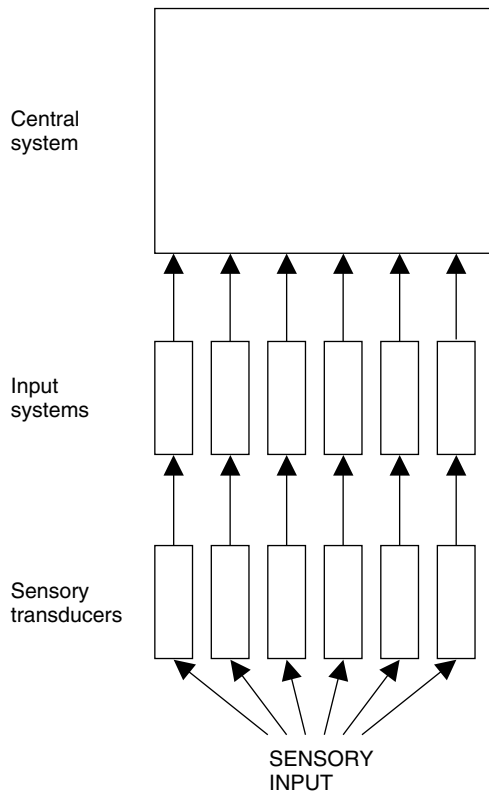 Central
system
Input
systems
Sensory
transducers
SENSORY
INPUT